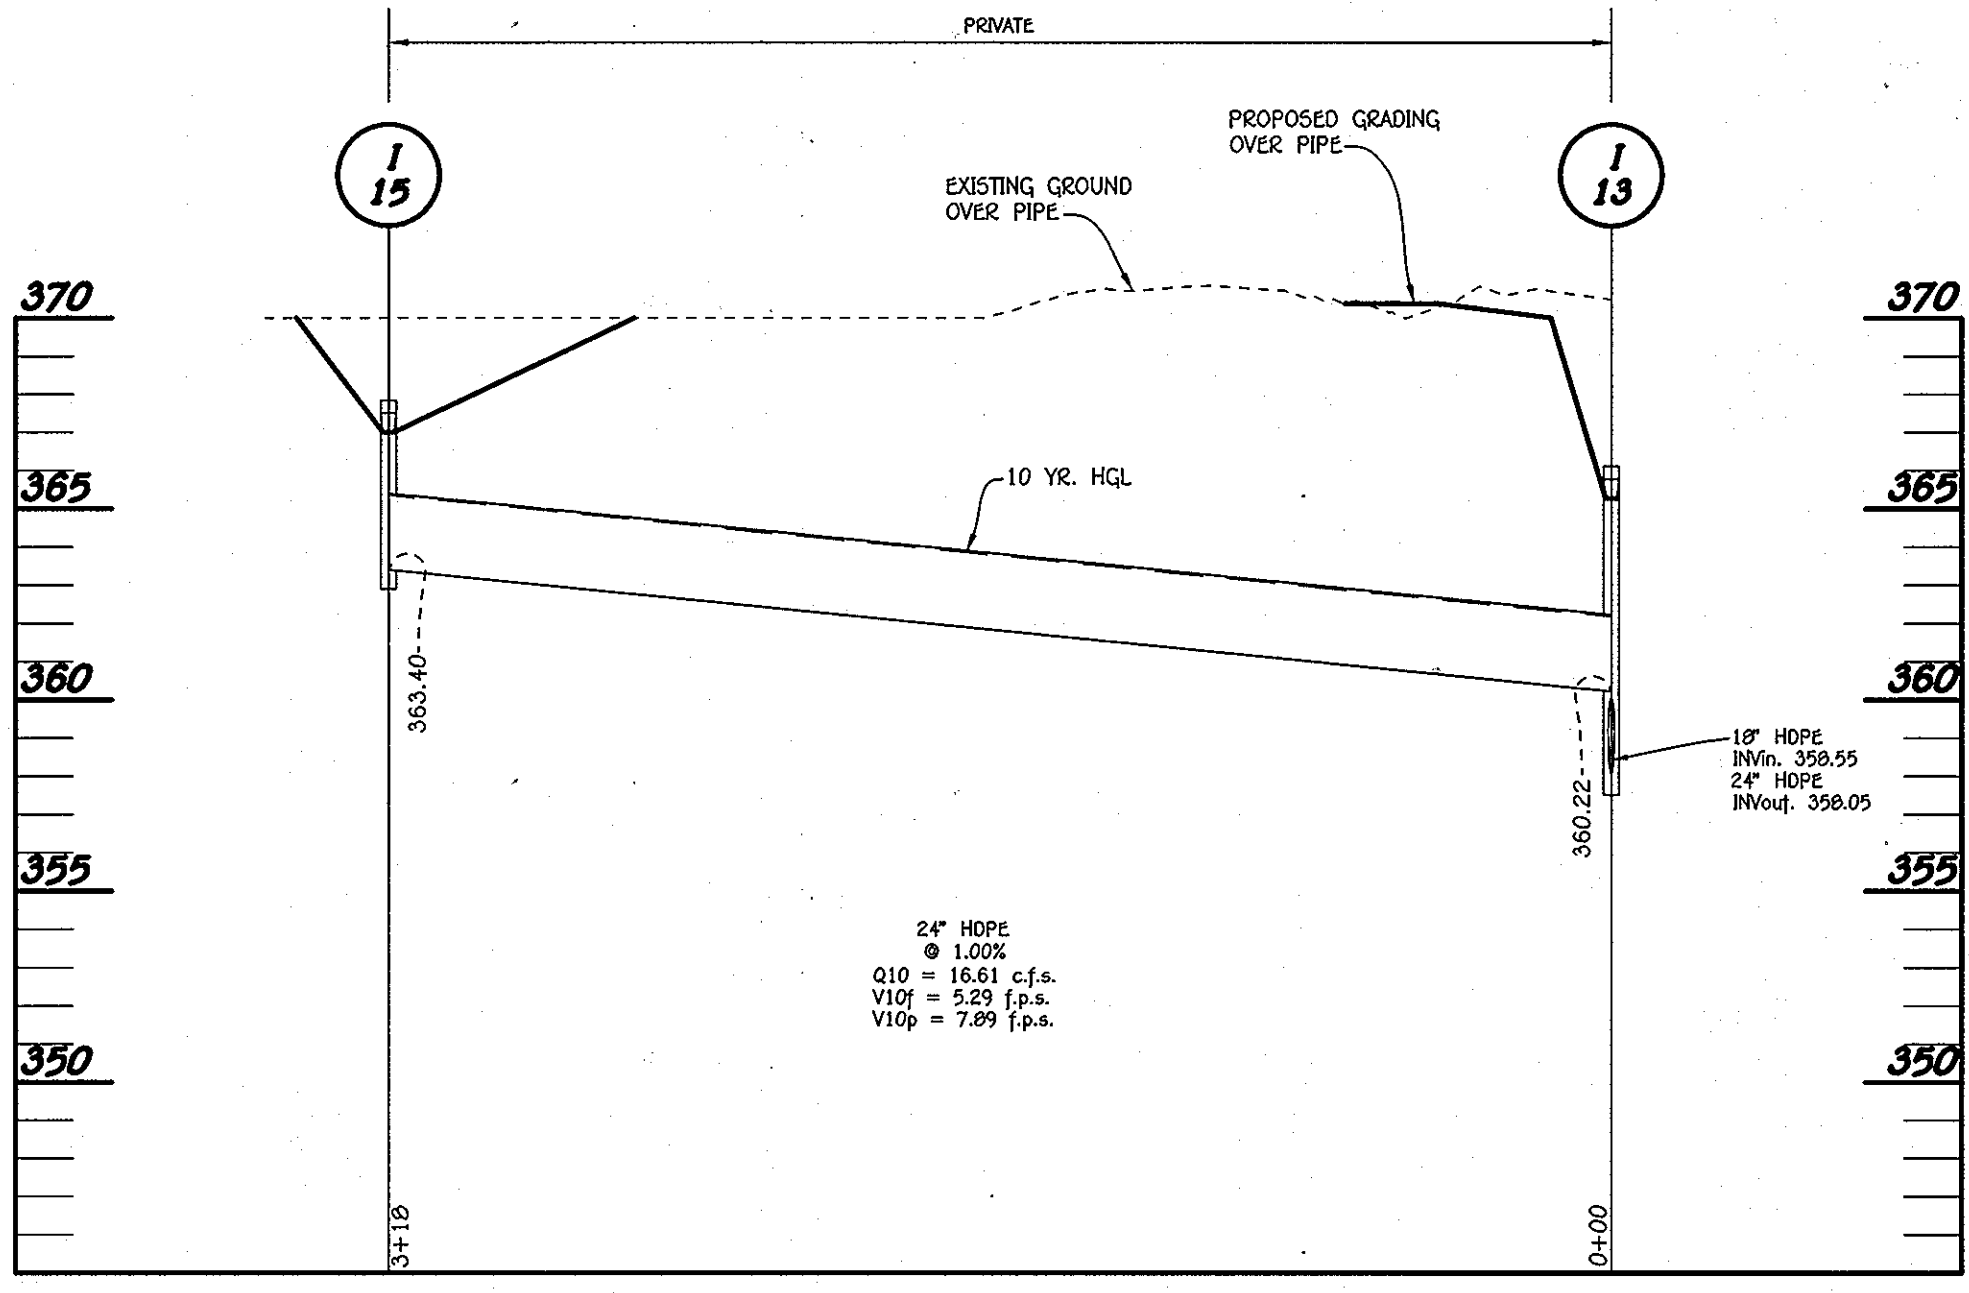 PRIVATE
I
15
I
13
PROPOSED GRADING
OVER PIPE
EXISTING GROUND
OVER PIPE
370
370
10 YR. HGL
365
365
363.40
360
360
360.22
18" HDPE
INVin. 358.55
24" HDPE
INVout. 358.05
355
355
24" HDPE
@ 1.00%
Q10 = 16.61 c.f.s.
V10f = 5.29 f.p.s.
V10p = 7.89 f.p.s.
350
350
3+18
0+00